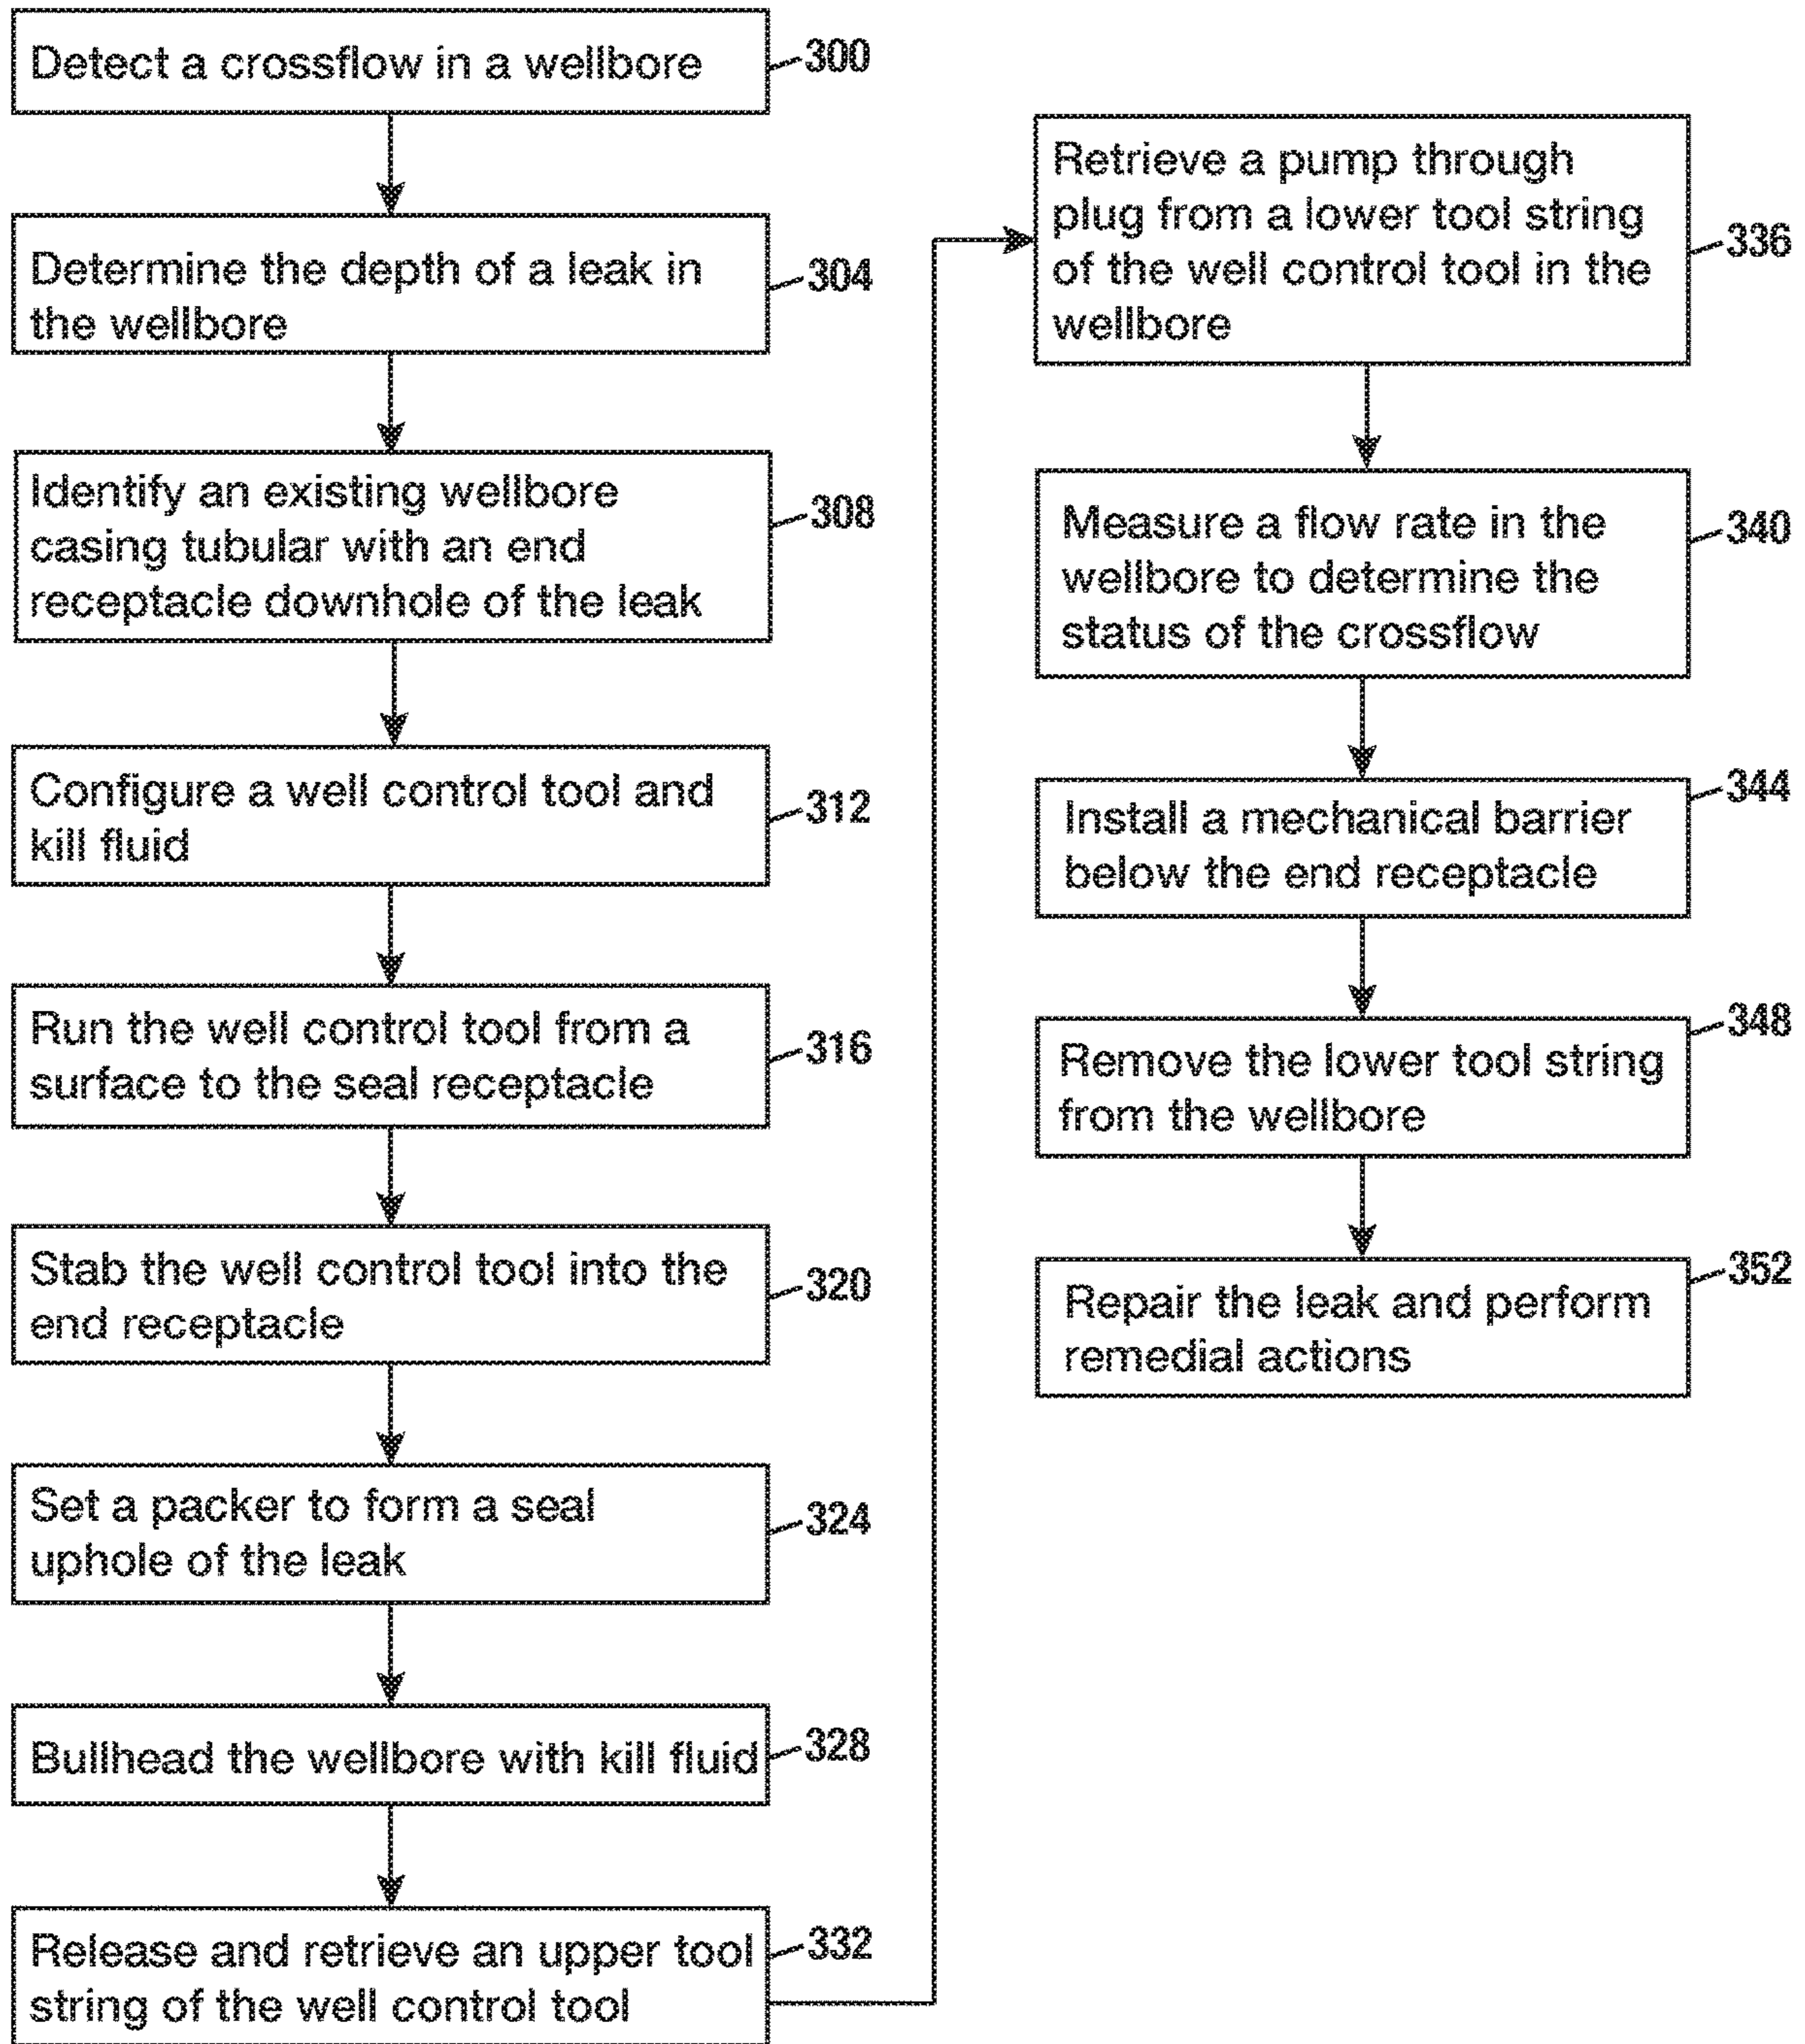 Detect a crossflow in a wellbore
300
Determine the depth of a leak in
the wellbore
304
Identify an existing wellbore
casing tubular with an end
receptacle downhole of the leak
308
Configure a well control tool and
kill fluid
312
Run the well control tool from a
surface to the seal receptacle
316
Stab the well control tool into the
end receptacle
320
Set a packer to form a seal
uphole of the leak
324
Bullhead the wellbore with kill fluid
328
Release and retrieve an upper tool
string of the well control tool
332
Retrieve a pump through
plug from a lower tool string
of the well control tool in the
wellbore
336
Measure a flow rate in the
wellbore to determine the
status of the crossflow
340
Install a mechanical barrier
below the end receptacle
344
Remove the lower tool string
from the wellbore
348
Repair the leak and perform
remedial actions
352